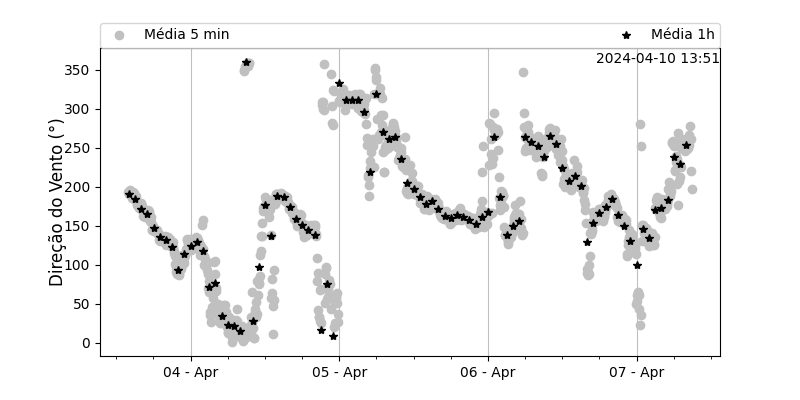 Média 5 min
Média 1h
2024-04-10 13:51
Direção do Vento (°)
350
300
250
200
150
100
50
0
04 - Apr
05 - Apr
06 - Apr
07 - Apr